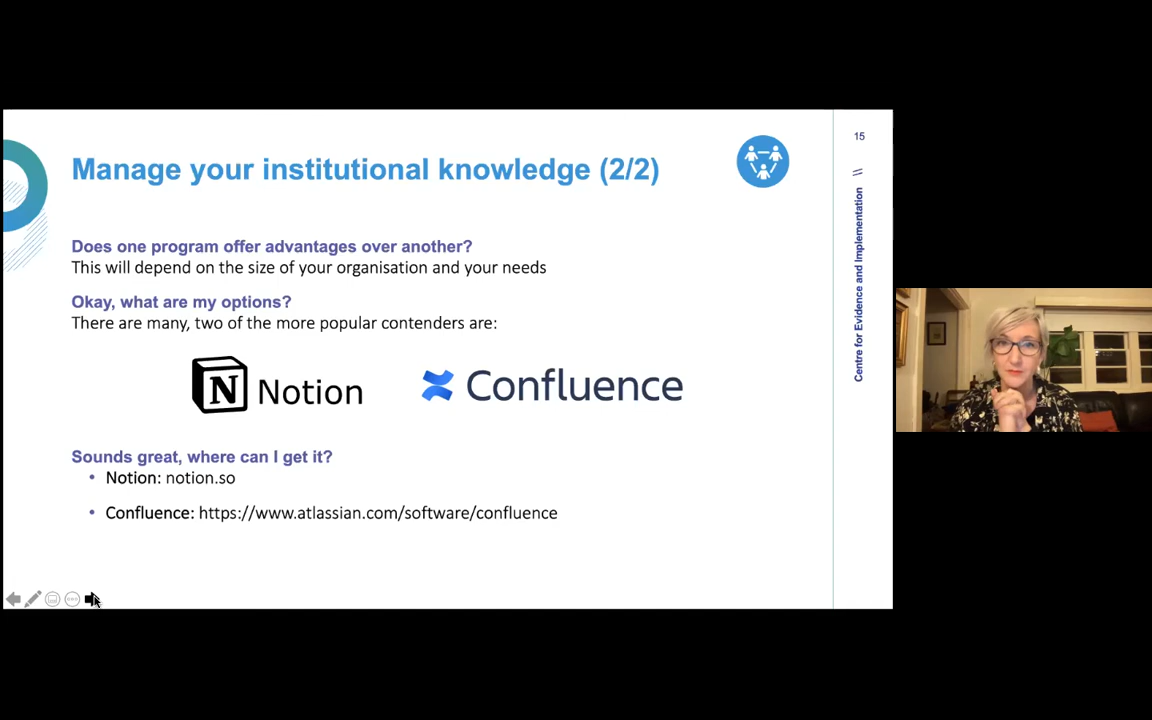 Manage your institutional knowledge (2/2)
15
Does one program offer advantages over another?
This will depend on the size of your organisation and your needs
Okay, what are my options?
There are many, two of the more popular contenders are:
N Notion
Confluence
Sounds great, where can I get it?
• Notion: notion.so
• Confluence: https://www.atlassian.com/software/confluence
Centre for Evidence and Implementation //